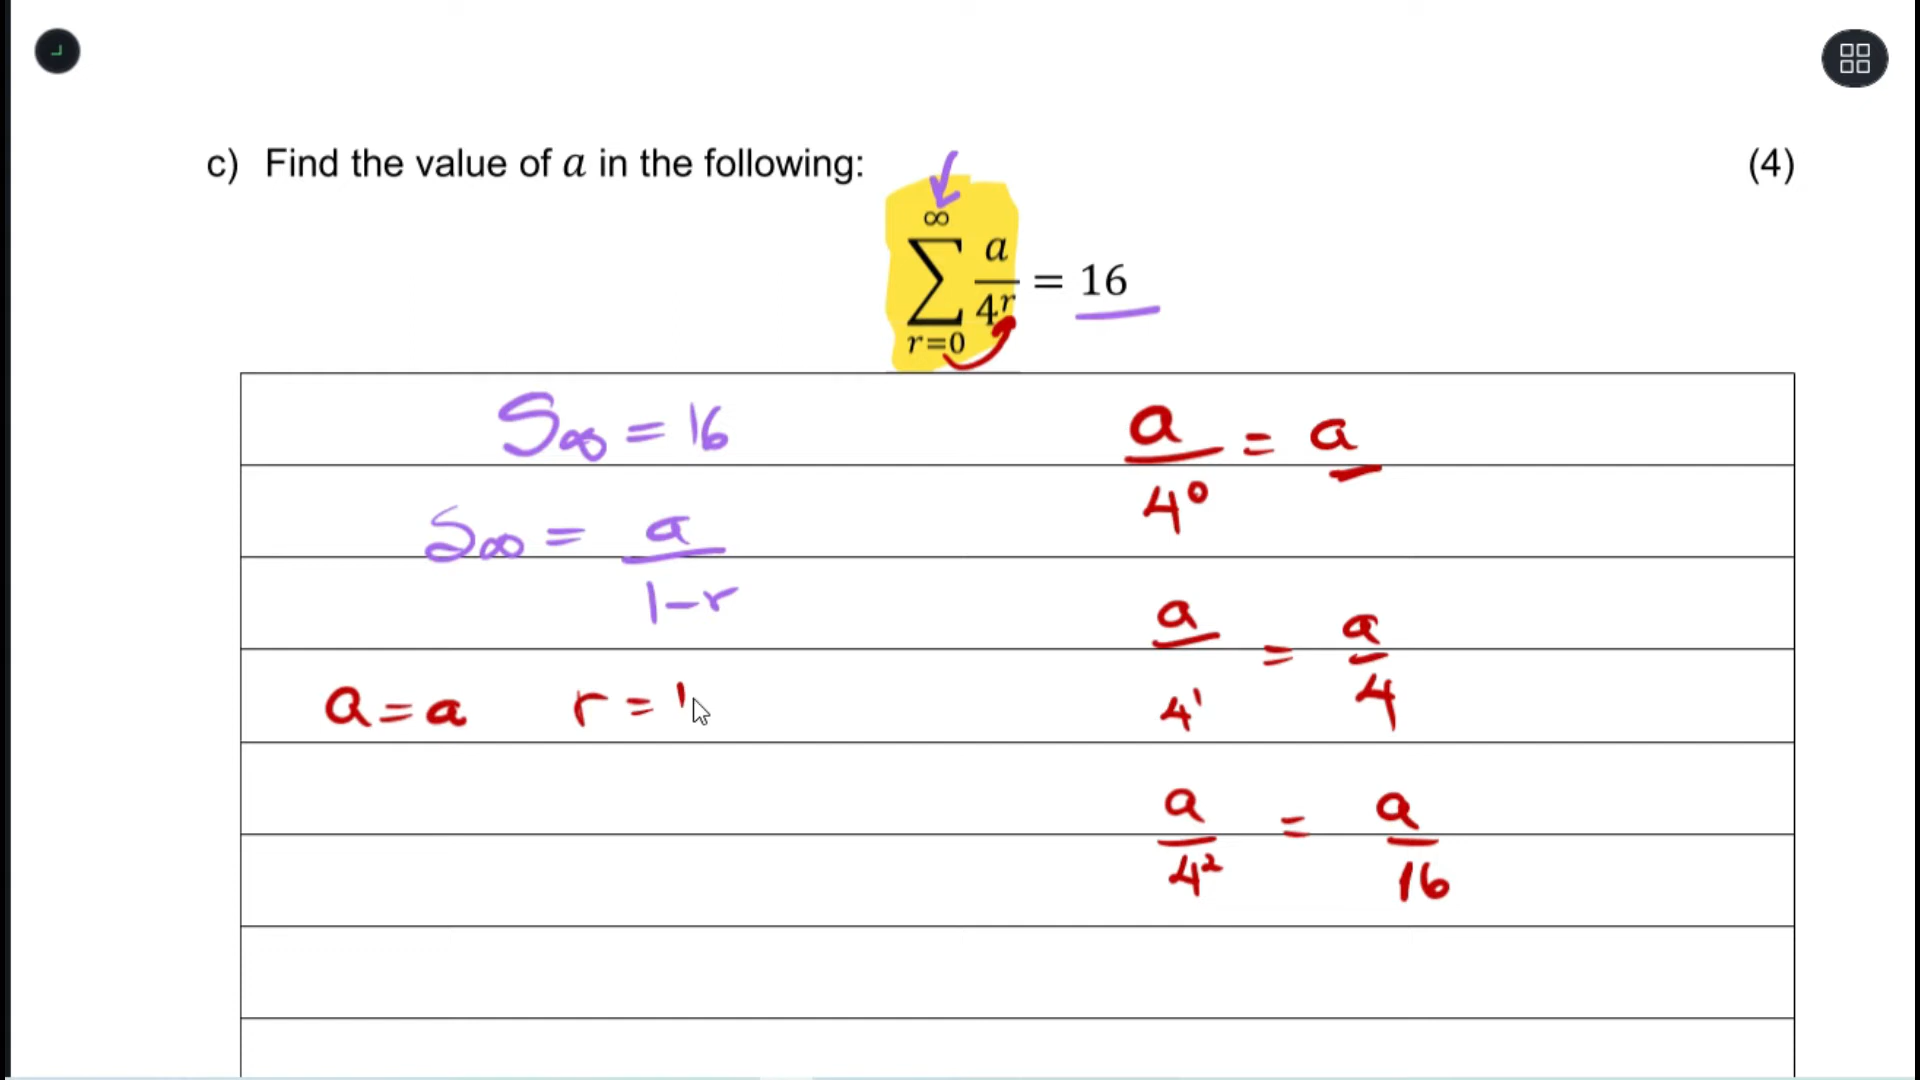 c) Find the value of a in the following: (4)
∞
∑ a/4^r = 16
r=0
S∞ = 16
S∞ = a/(1-r)
a = a r = 1
a/4⁰ = a
a/4¹ = a/4
a/4² = a/16